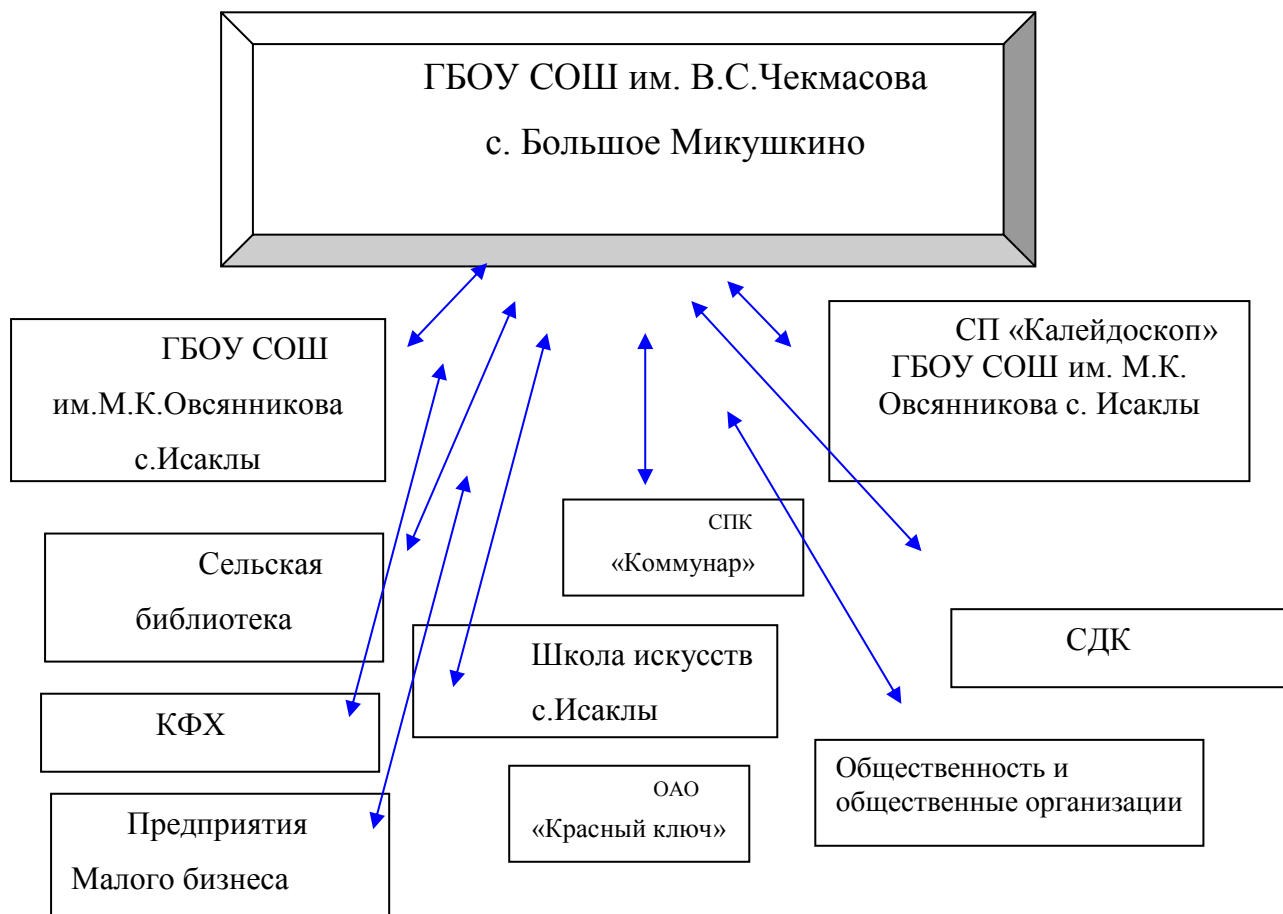 ГБОУ СОШ им. В.С.Чекмасова
с. Большое Микушкино
ГБОУ СОШ
им.М.К.Овсянникова
с.Исаклы
СП «Калейдоскоп»
ГБОУ СОШ им. М.К.
Овсянникова с. Исаклы
СПК
«Коммунар»
Сельская
библиотека
СДК
Школа искусств
с.Исаклы
КФХ
Общественность и
общественные организации
ОАО
«Красный ключ»
Предприятия
Малого бизнеса